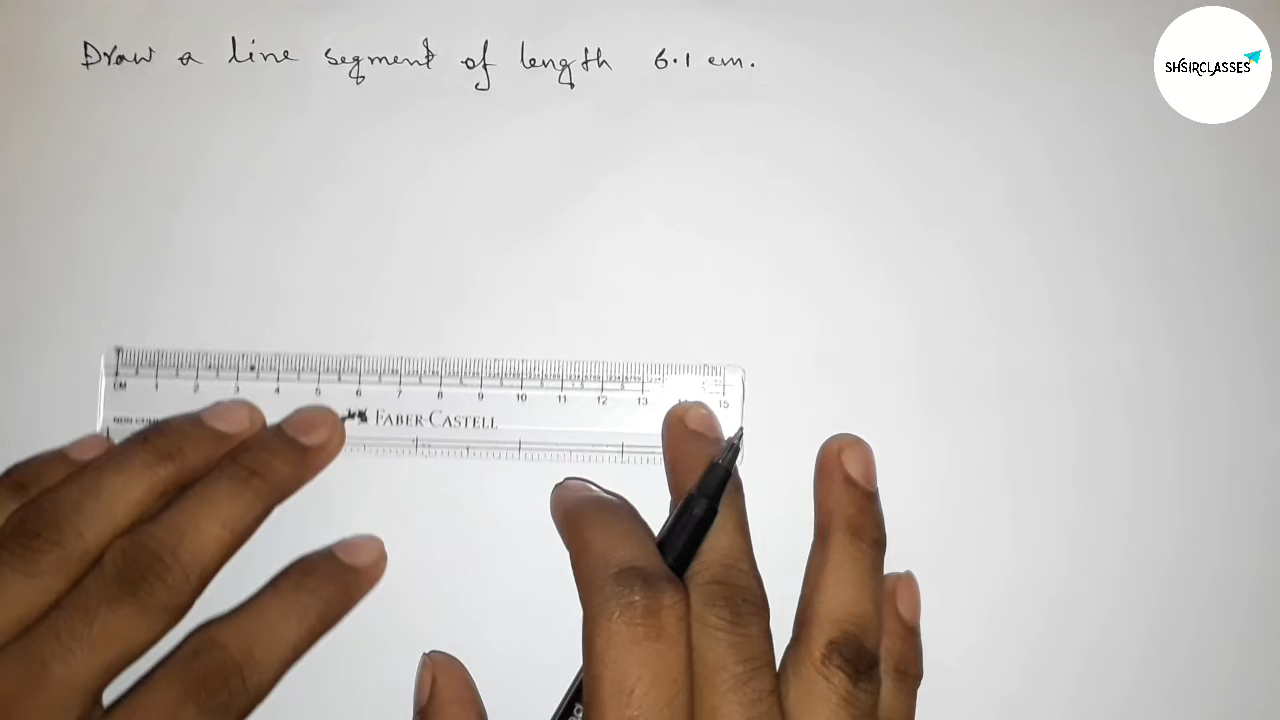 Draw a line segment of length 6.1 cm.
SHSIRCLASSES
CM 1 2 3 4 5 6 7 8 9 10 11 12 13 15
FABER-CASTELL